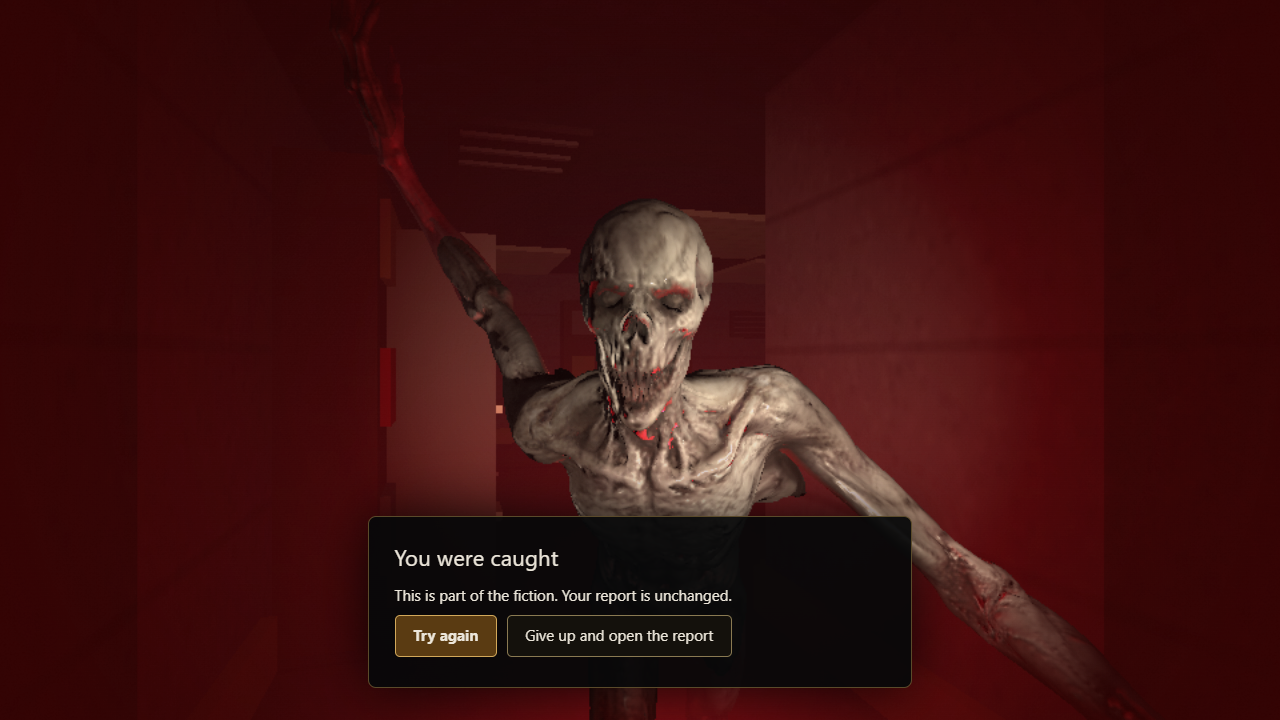 You were caught
This is part of the fiction. Your report is unchanged.
Try again
Give up and open the report